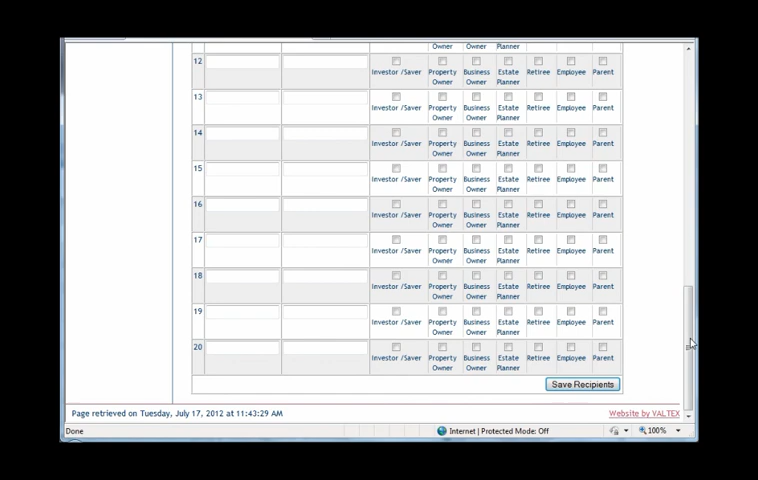 Owner Owner Planner
12
Investor /Saver Property Business Estate Retiree Employee Parent
Owner Owner Planner
13
Investor /Saver Property Business Estate Retiree Employee Parent
Owner Owner Planner
14
Investor /Saver Property Business Estate Retiree Employee Parent
Owner Owner Planner
15
Investor /Saver Property Business Estate Retiree Employee Parent
Owner Owner Planner
16
Investor /Saver Property Business Estate Retiree Employee Parent
Owner Owner Planner
17
Investor /Saver Property Business Estate Retiree Employee Parent
Owner Owner Planner
18
Investor /Saver Property Business Estate Retiree Employee Parent
Owner Owner Planner
19
Investor /Saver Property Business Estate Retiree Employee Parent
Owner Owner Planner
20
Investor /Saver Property Business Estate Retiree Employee Parent
Owner Owner Planner
Save Recipients
Page retrieved on Tuesday, July 17, 2012 at 11:43:29 AM Website by VALTEX
Done Internet | Protected Mode: Off 100%